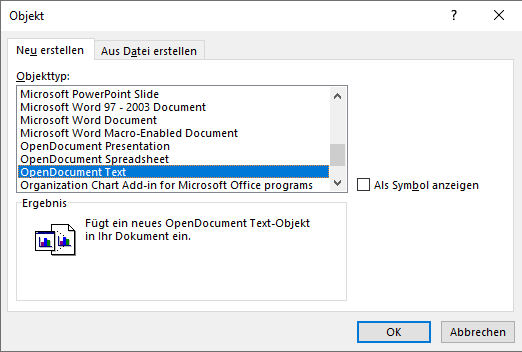 Objekt
Neu erstellen
Aus Datei erstellen
Objekttyp:
Microsoft PowerPoint Slide
Microsoft Word 97 - 2003 Document
Microsoft Word Document
Microsoft Word Macro-Enabled Document
OpenDocument Presentation
OpenDocument Spreadsheet
OpenDocument Text
Organization Chart Add-in for Microsoft Office programs
Als Symbol anzeigen
Ergebnis
Fügt ein neues OpenDocument Text-Objekt
in Ihr Dokument ein.
OK
Abbrechen